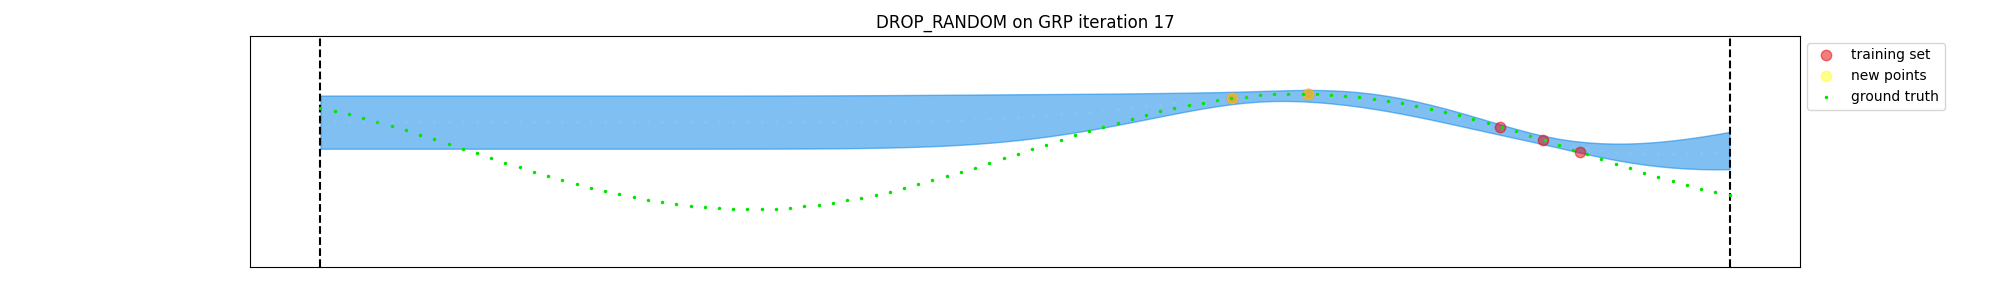 DROP_RANDOM on GRP iteration 17
training set
new points
ground truth